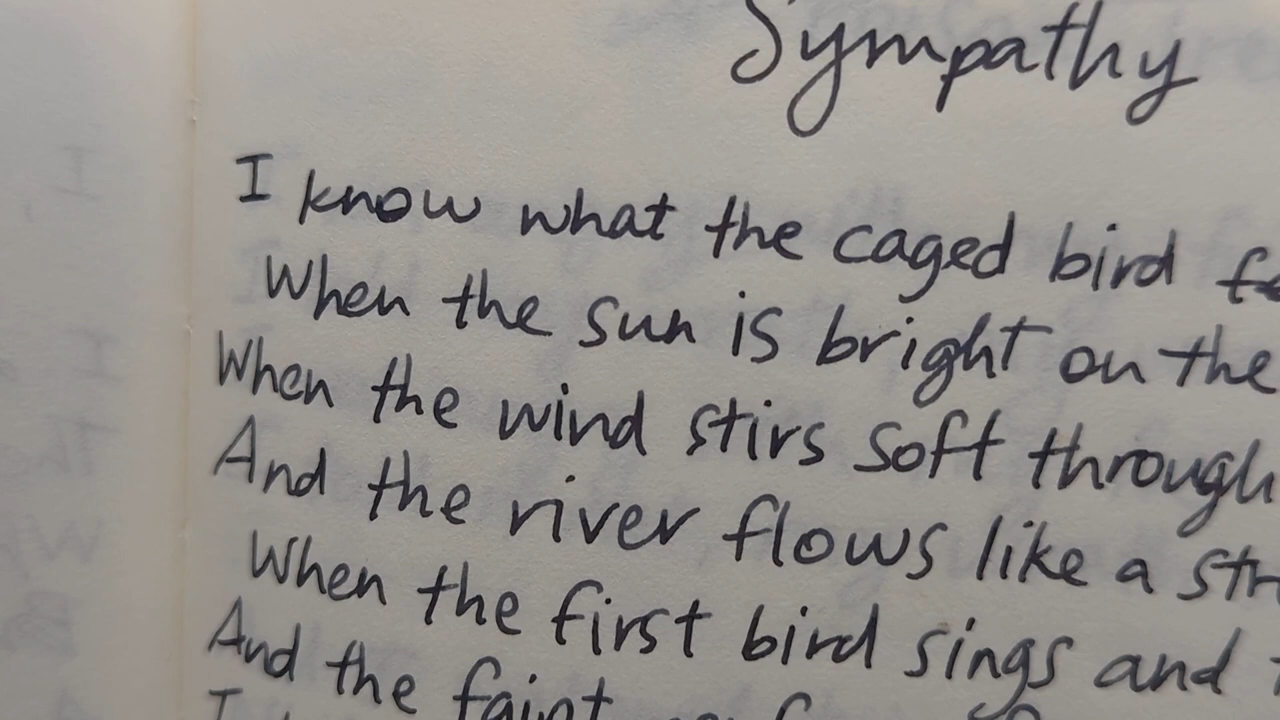 Sympathy
I know what the caged bird
When the sun is bright on the
When the wind stirs soft through
And the river flows like a
When the first bird sings and
And the faint